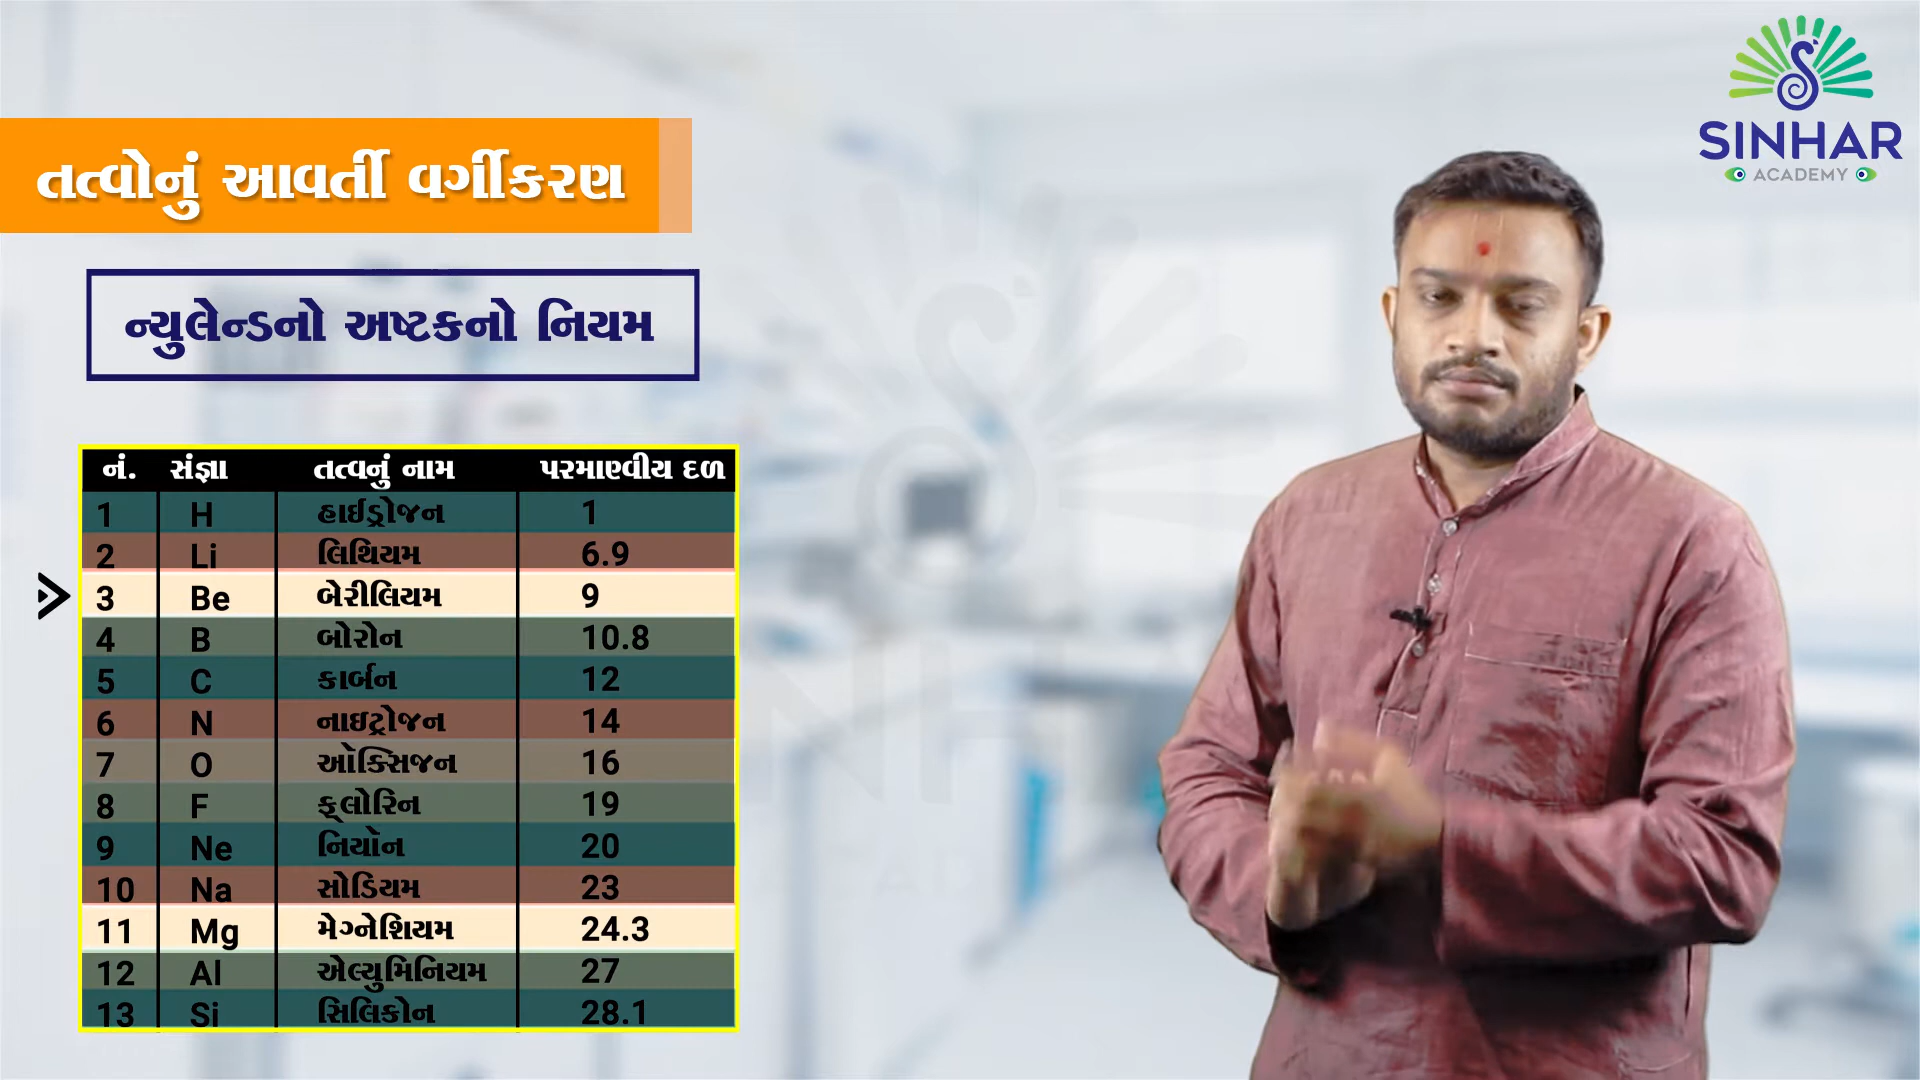 SINHAR
ACADEMY
તત્વોનું આવર્તી વર્ગીકરણ
ન્યુલેન્ડનો અષ્ટકનો નિયમ
નં. સંજ્ઞા તત્વનું નામ પરમાણ્વીય દળ
1 H હાઈડ્રોજન 1
2 Li લિથિયમ 6.9
3 Be બેરીલિયમ 9
4 B બોરોન 10.8
5 C કાર્બન 12
6 N નાઇટ્રોજન 14
7 O ઓક્સિજન 16
8 F ફ્લોરિન 19
9 Ne નિયોન 20
10 Na સોડિયમ 23
11 Mg મેગ્નેશિયમ 24.3
12 Al એલ્યુમિનિયમ 27
13 Si સિલિકોન 28.1